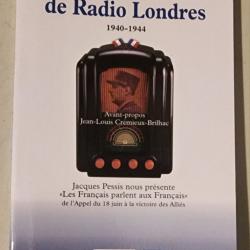 de Radio Londres
1940-1944
Avant-propos
Jean-Louis Crémieux-Brilhac
Jacques Pessis nous présente
«Les Français parlent aux Français»
de l'Appel du 18 juin à la victoire des Alliés